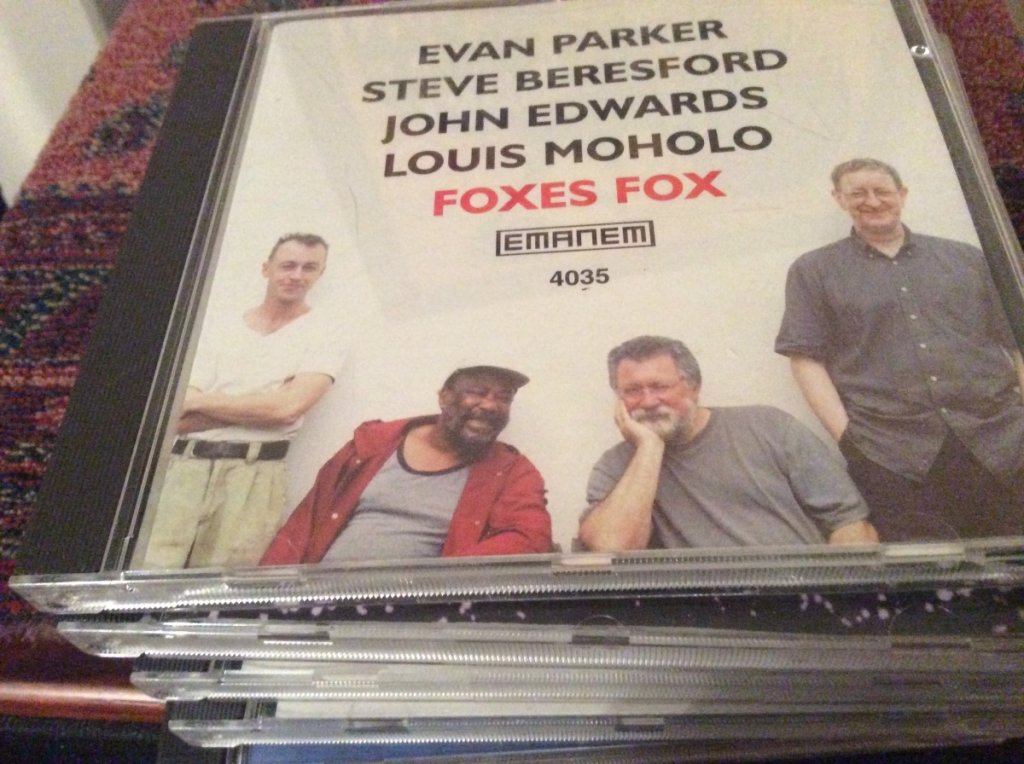 EVAN PARKER
STEVE BERESFORD
JOHN EDWARDS
LOUIS MOHOLO
FOXES FOX
EMANEM
4035